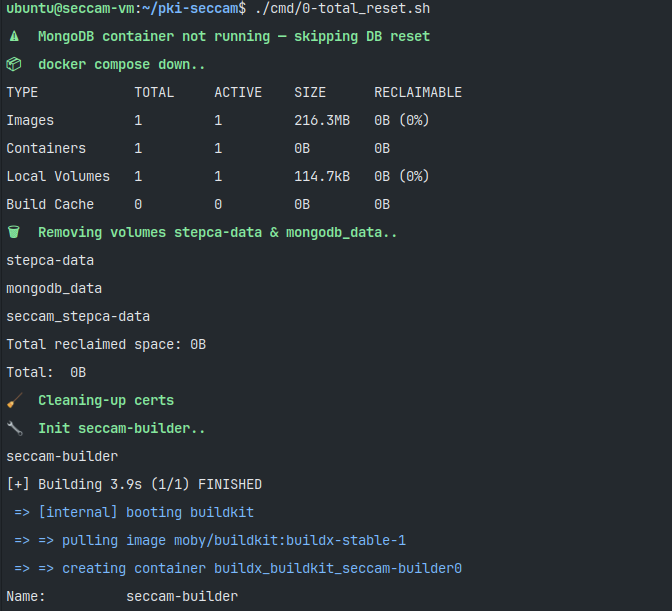 ubuntu@seccam-vm:~/pki-seccam$ ./cmd/0-total_reset.sh
⚠ MongoDB container not running — skipping DB reset
📦 docker compose down..
TYPE TOTAL ACTIVE SIZE RECLAIMABLE
Images 1 1 216.3MB 0B (0%)
Containers 1 1 0B 0B
Local Volumes 1 1 114.7kB 0B (0%)
Build Cache 0 0 0B 0B
🗑 Removing volumes stepca-data & mongodb_data..
stepca-data
mongodb_data
seccam_stepca-data
Total reclaimed space: 0B
Total: 0B
🧹 Cleaning-up certs
🔧 Init seccam-builder..
seccam-builder
[+] Building 3.9s (1/1) FINISHED
=> [internal] booting buildkit
=> => pulling image moby/buildkit:buildx-stable-1
=> => creating container buildx_buildkit_seccam-builder0
Name: seccam-builder